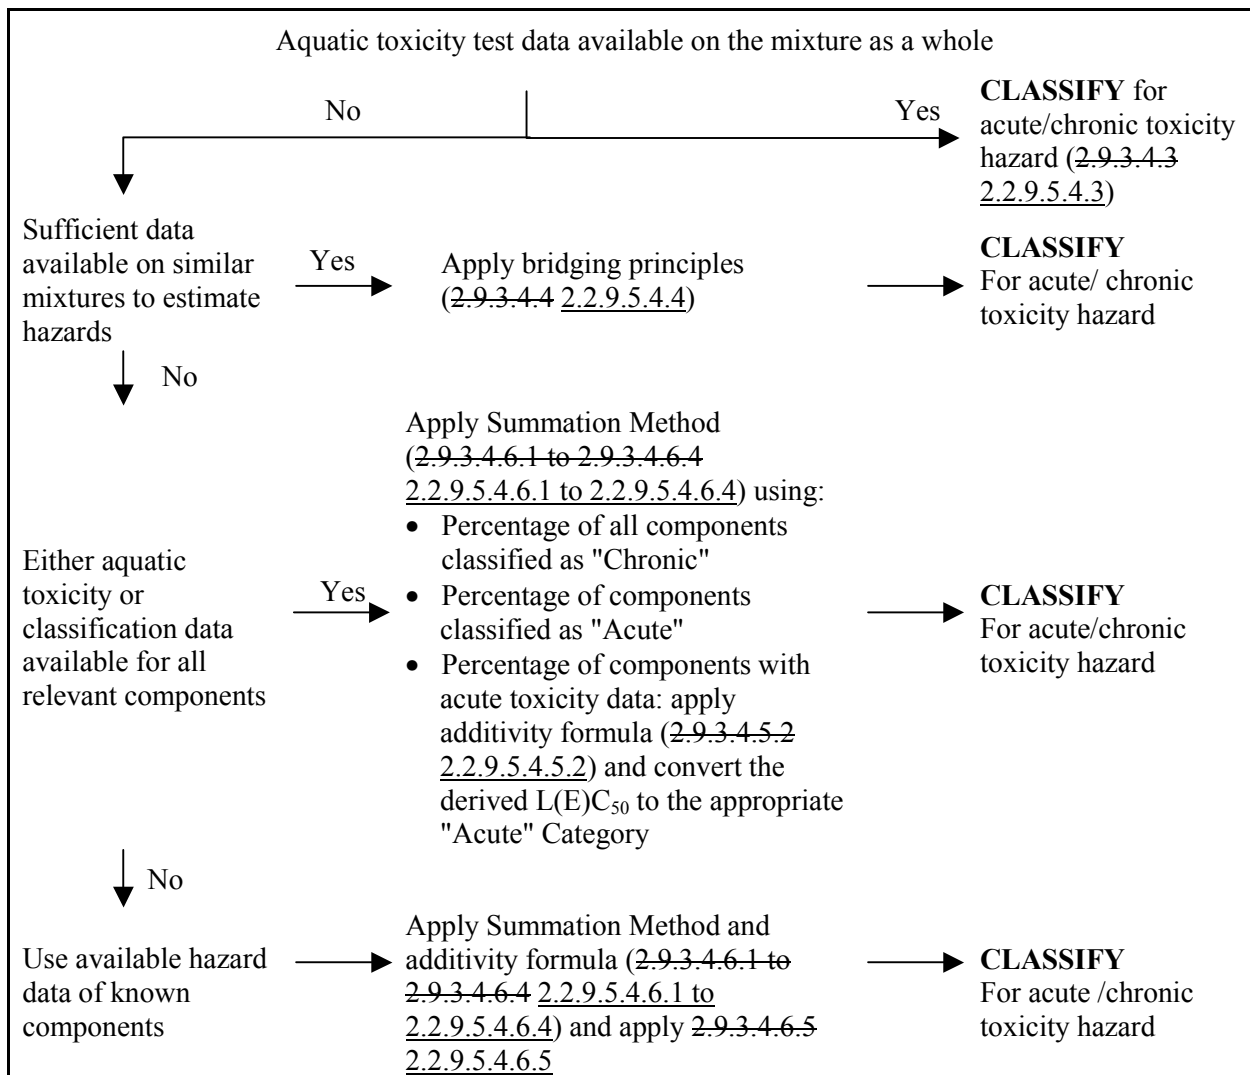 Aquatic toxicity test data available on the mixture as a whole
No
Yes
CLASSIFY for
acute/chronic toxicity
hazard (2.9.3.4.3
2.2.9.5.4.3)
Sufficient data
available on similar
mixtures to estimate
hazards
Yes
Apply bridging principles
(2.9.3.4.4 2.2.9.5.4.4)
CLASSIFY
For acute/ chronic
toxicity hazard
No
Either aquatic
toxicity or
classification data
available for all
relevant components
Yes
Apply Summation Method
(2.9.3.4.6.1 to 2.9.3.4.6.4
2.2.9.5.4.6.1 to 2.2.9.5.4.6.4) using:
• Percentage of all components
classified as "Chronic"
• Percentage of components
classified as "Acute"
• Percentage of components with
acute toxicity data: apply
additivity formula (2.9.3.4.5.2
2.2.9.5.4.5.2) and convert the
derived L(E)C50 to the appropriate
"Acute" Category
CLASSIFY
For acute/chronic
toxicity hazard
No
Use available hazard
data of known
components
Apply Summation Method and
additivity formula (2.9.3.4.6.1 to
2.9.3.4.6.4 2.2.9.5.4.6.1 to
2.2.9.5.4.6.4) and apply 2.9.3.4.6.5
2.2.9.5.4.6.5
CLASSIFY
For acute /chronic
toxicity hazard